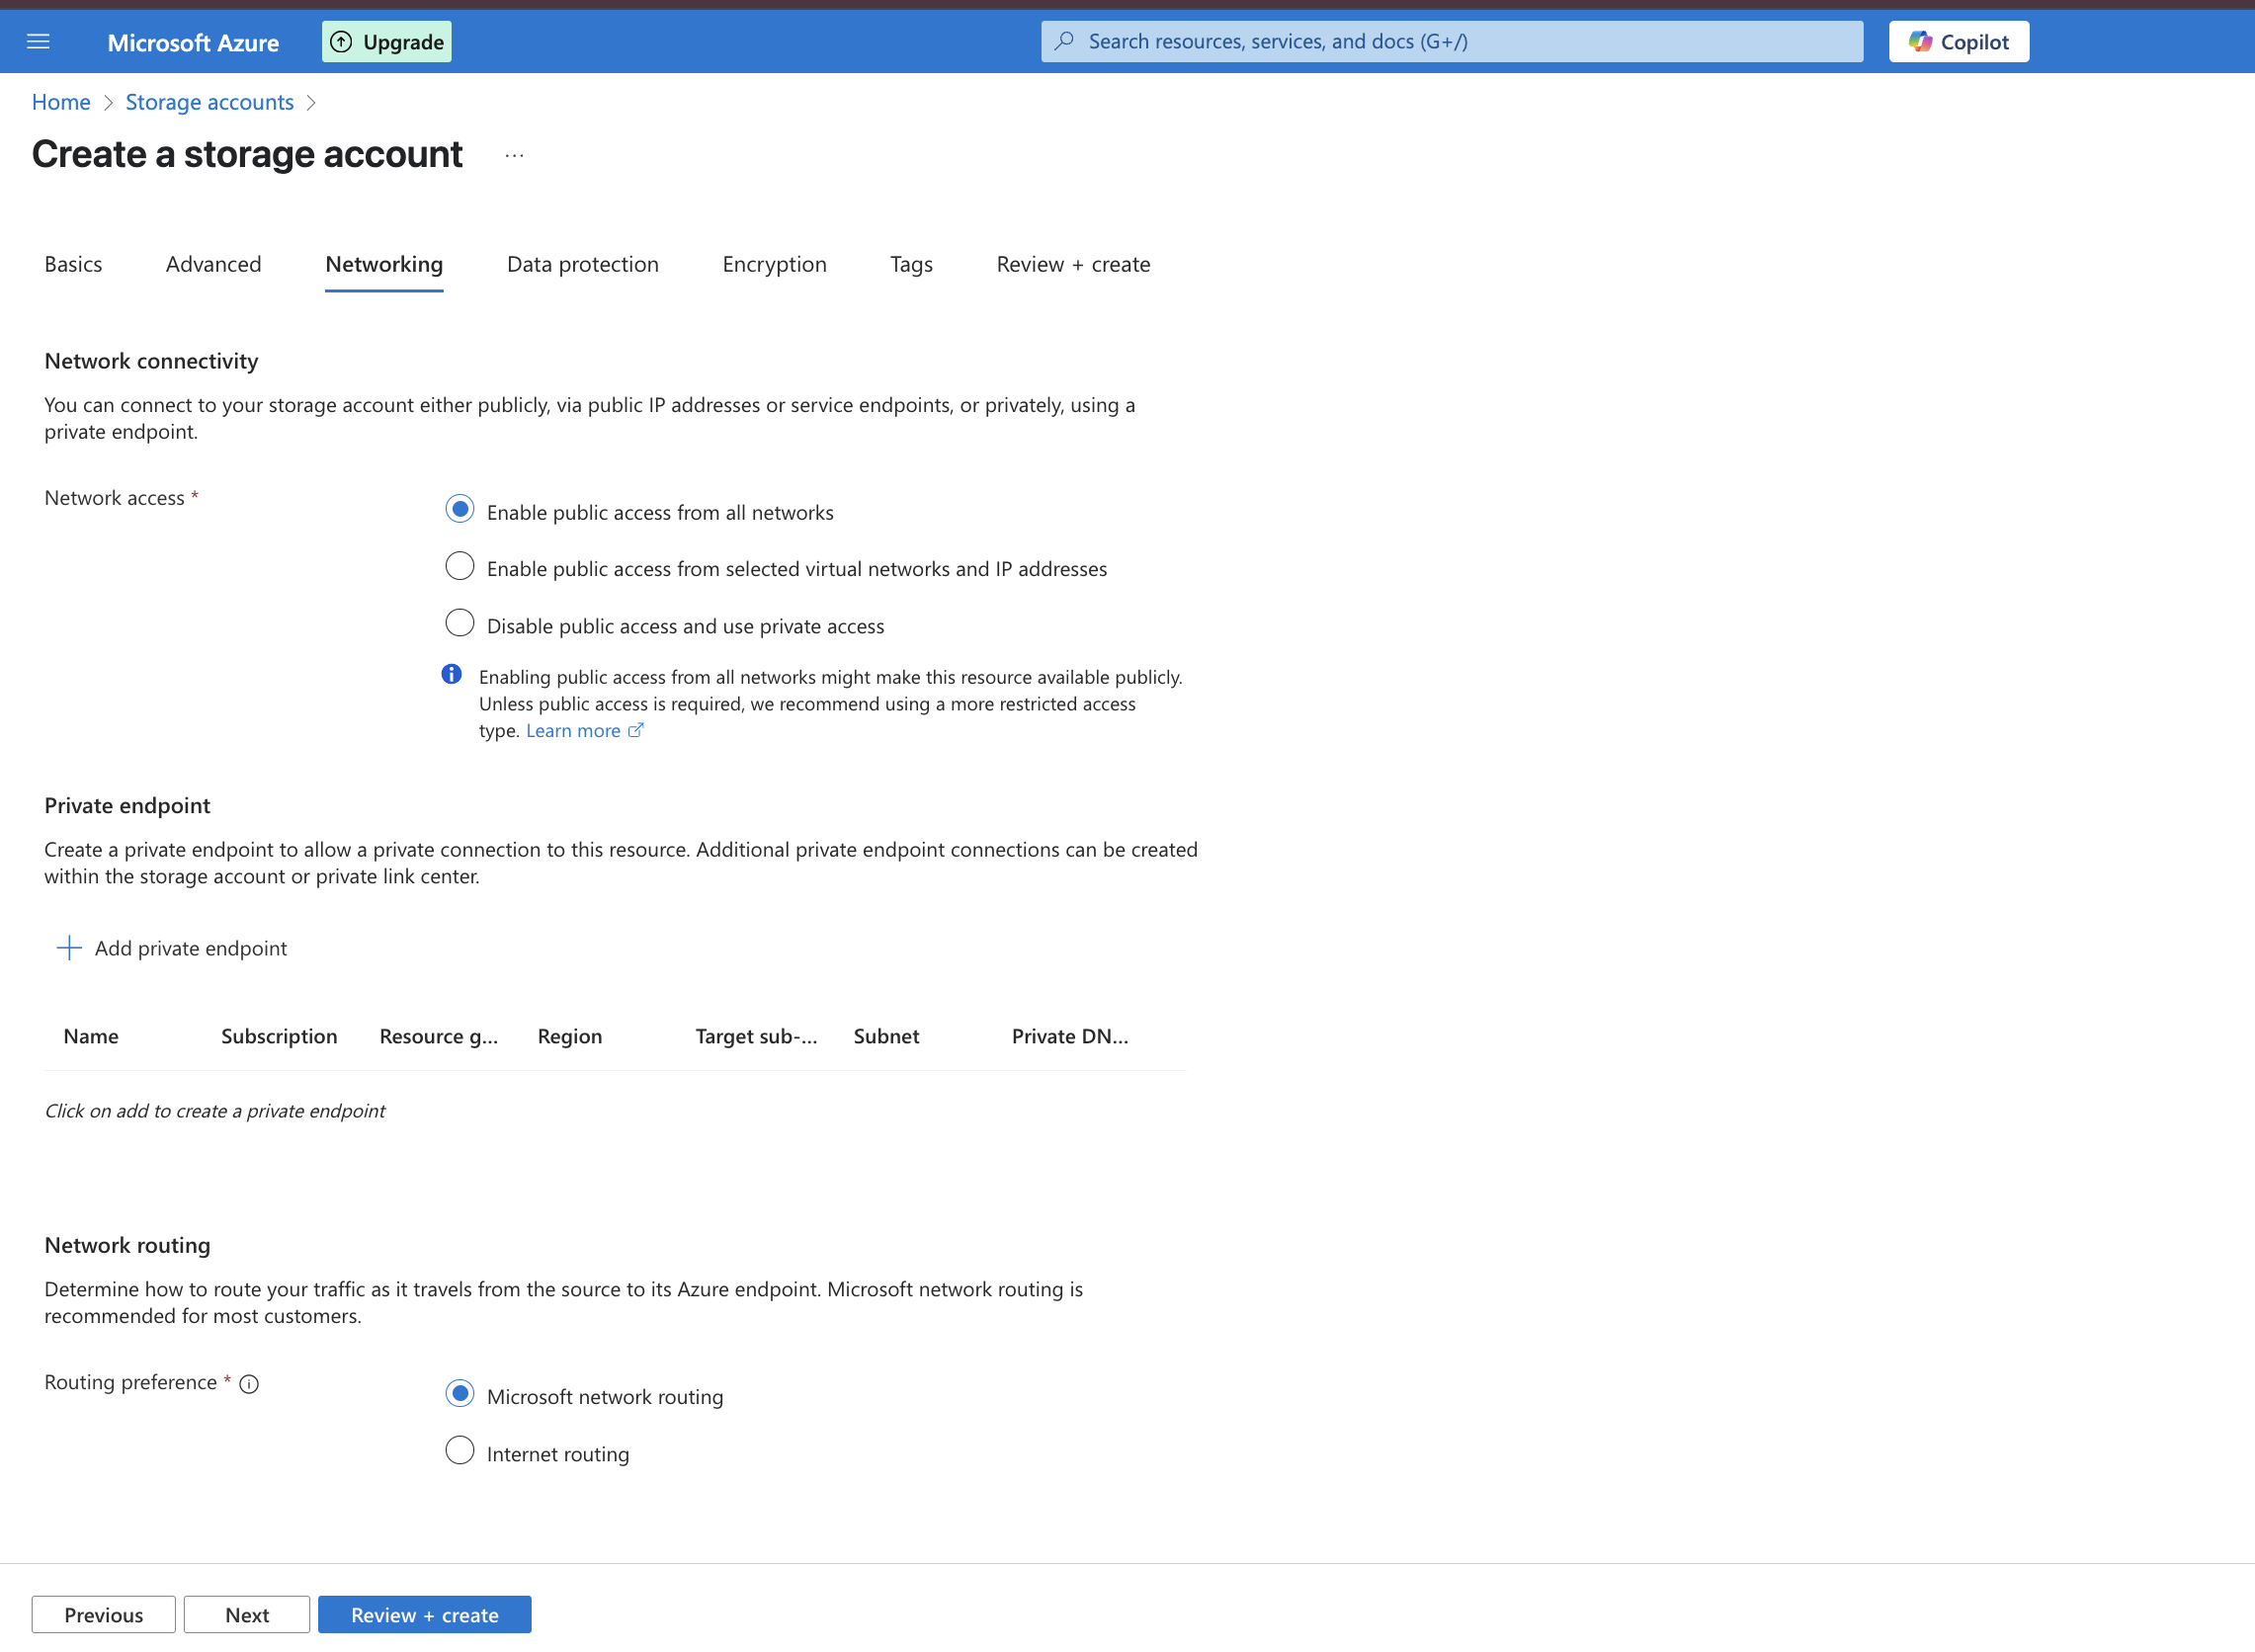 Microsoft Azure
Upgrade
Search resources, services, and docs (G+/)
Copilot
Home > Storage accounts >
Create a storage account ...
Basics Advanced Networking Data protection Encryption Tags Review + create
Network connectivity
You can connect to your storage account either publicly, via public IP addresses or service endpoints, or privately, using a
private endpoint.
Network access *
Enable public access from all networks
Enable public access from selected virtual networks and IP addresses
Disable public access and use private access
Enabling public access from all networks might make this resource available publicly.
Unless public access is required, we recommend using a more restricted access
type. Learn more
Private endpoint
Create a private endpoint to allow a private connection to this resource. Additional private endpoint connections can be created
within the storage account or private link center.
Add private endpoint
Name Subscription Resource g... Region Target sub-... Subnet Private DN...
Click on add to create a private endpoint
Network routing
Determine how to route your traffic as it travels from the source to its Azure endpoint. Microsoft network routing is
recommended for most customers.
Routing preference *
Microsoft network routing
Internet routing
Previous Next Review + create